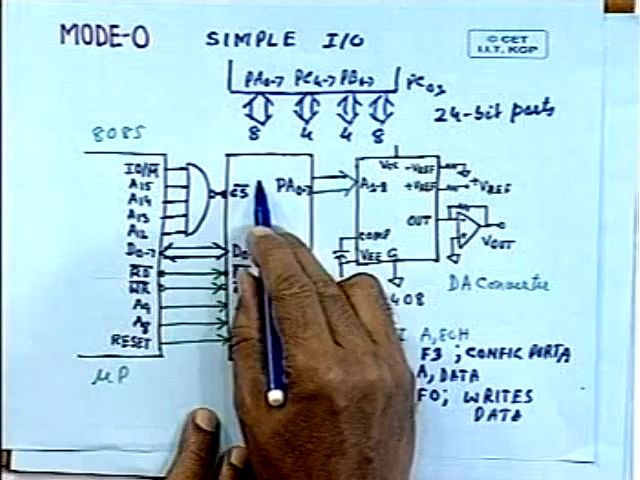 MODE-0 SIMPLE I/O
© CET
I.I.T. KGP
PA0-7 PC4-7 PB0-7 PC0-3
8 4 4 8
24-bit ports
8085
IO/M
A15
A14
A13
A12
D0-7
RD
WR
A9
A8
RESET
μP
CS
PA0-7
D0
A1-8
VCC
-VREF
+VREF
+VREF
OUT
VOUT
COMP
VEE G
408
DA Converter
I A, ECH
F3 ; CONFIG PORTA
A, DATA
F0 ; WRITES
DATA